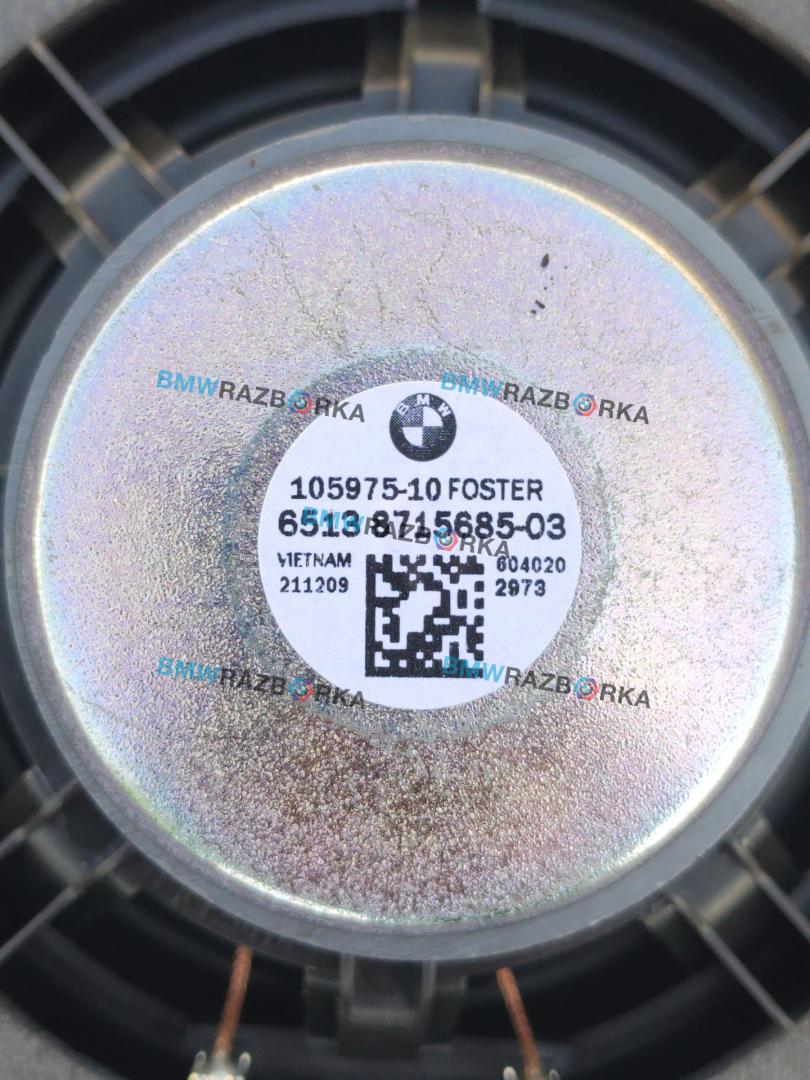 BMWRAZBORKA BMWRAZBORKA
BMW
105975-10 FOSTER
6513 8715685-03
BMWRAZBORKA
VIETNAM 604020
211209 2973
BMWRAZBORKA BMWRAZBORKA